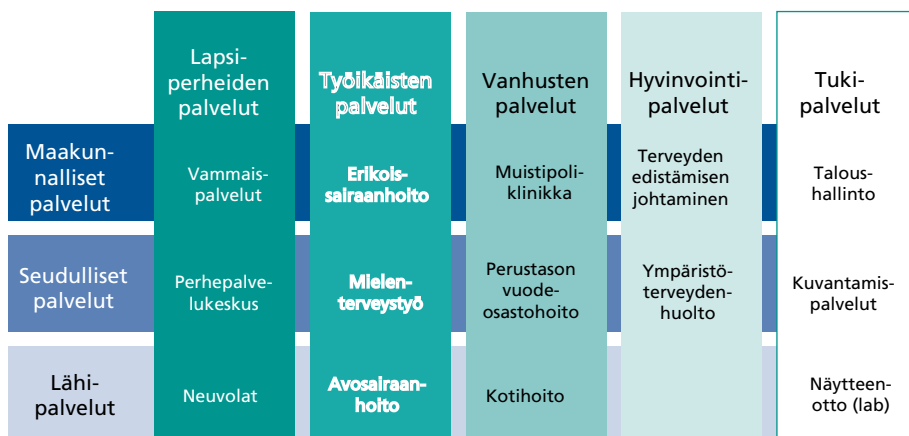 Lapsi-
perheiden
palvelut
Työikäisten
palvelut
Vanhusten
palvelut
Hyvinvointi-
palvelut
Tuki-
palvelut
Maakun-
nalliset
palvelut
Vammais-
palvelut
Erikois-
sairaanhoito
Muistipoli-
klinikka
Terveyden
edistämisen
johtaminen
Talous-
hallinto
Seudulliset
palvelut
Perhepalve-
lukeskus
Mielen-
terveystyö
Perustason
vuode-
osastohoito
Ympäristö-
terveyden-
huolto
Kuvantamis-
palvelut
Lähi-
palvelut
Neuvolat
Avosairaan-
hoito
Kotihoito
Näytteen-
otto (lab)